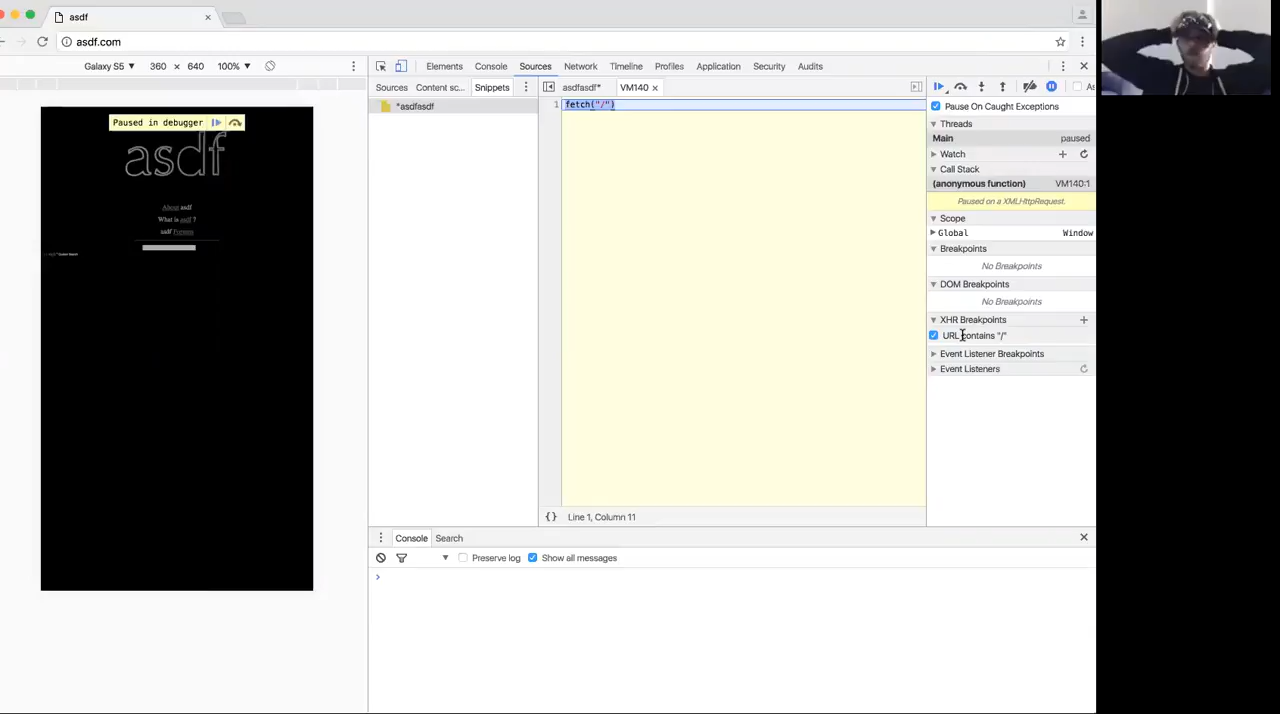 asdf
asdf.com
Galaxy S5 ▼ 360 × 640 100% ▼
Elements Console Sources Network Timeline Profiles Application Security Audits
Sources Content sc... Snippets
asdfasdf* VM140 ×
*asdfasdf
1 fetch("/")
Paused in debugger
asdf
About asdf
What is asdf ?
asdf Forums
As
Pause On Caught Exceptions
Threads
Main paused
Watch
Call Stack
(anonymous function) VM140:1
Paused on a XMLHttpRequest.
Scope
Global Window
Breakpoints
No Breakpoints
DOM Breakpoints
No Breakpoints
XHR Breakpoints
URL contains "/"
Event Listener Breakpoints
Event Listeners
{} Line 1, Column 11
Console Search
Preserve log Show all messages